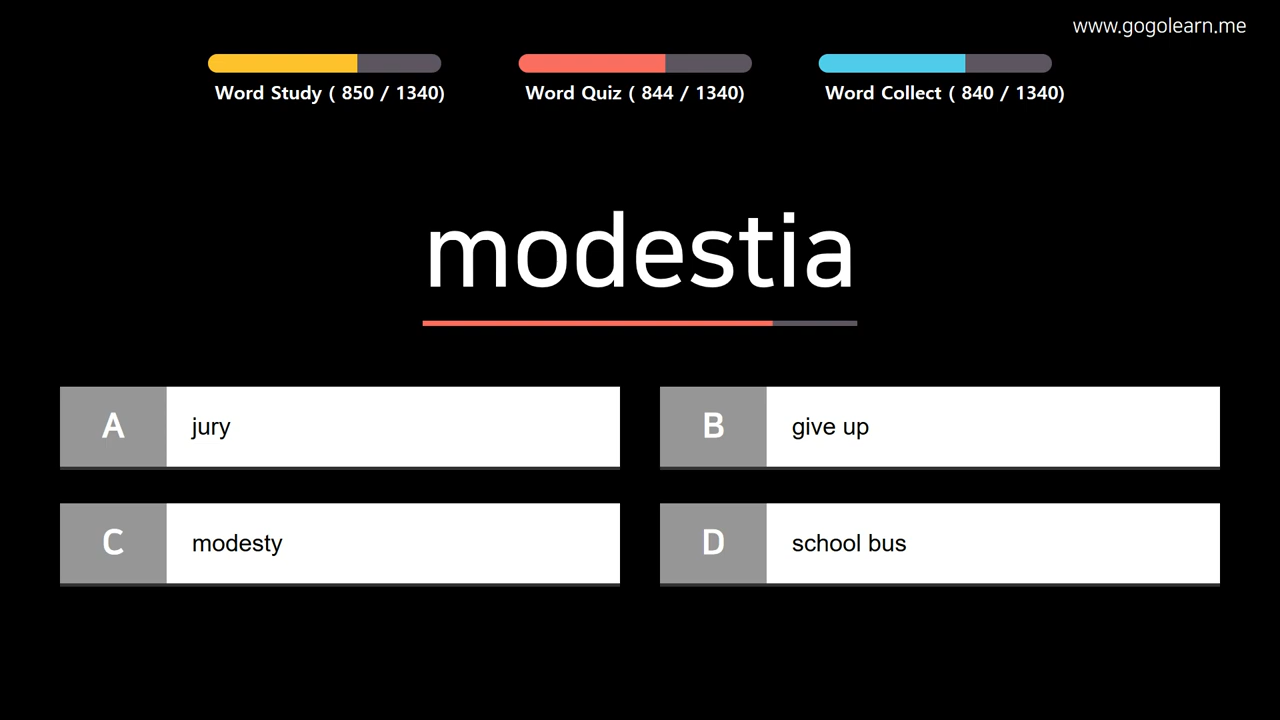 www.gogolearn.me
Word Study ( 850 / 1340)
Word Quiz ( 844 / 1340)
Word Collect ( 840 / 1340)
modestia
A jury
B give up
C modesty
D school bus